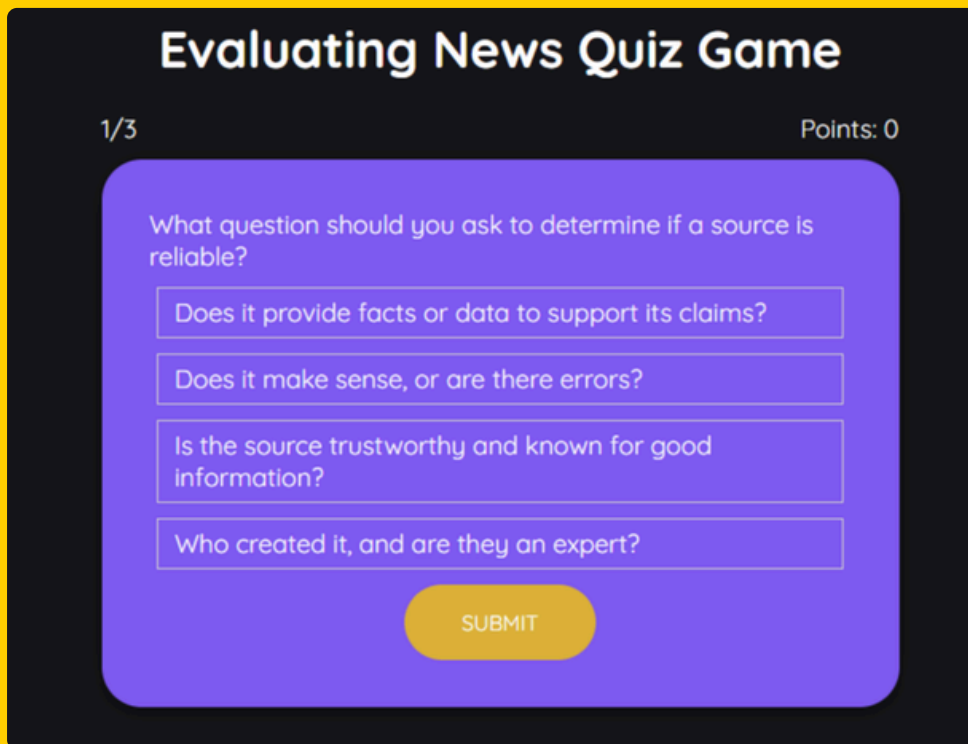 Evaluating News Quiz Game
1/3
Points: 0
What question should you ask to determine if a source is
reliable?
Does it provide facts or data to support its claims?
Does it make sense, or are there errors?
Is the source trustworthy and known for good
information?
Who created it, and are they an expert?
SUBMIT